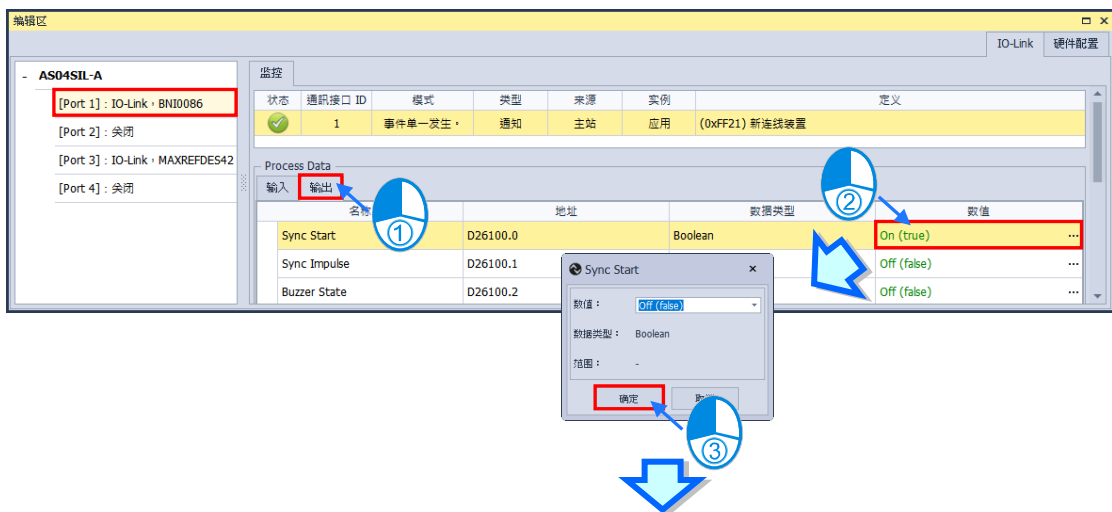 编辑区
IO-Link 硬件配置
- AS04SIL-A
[Port 1]:IO-Link,BNI0086
[Port 2]:关闭
[Port 3]:IO-Link,MAXREFDES42
[Port 4]:关闭
监控
状态 通訊接口 ID 模式 类型 来源 实例 定义
1 事件单一发生。 通知 主站 应用 (0xFF21) 新连线装置
Process Data
输入 输出
① ②
名称 地址 数据类型 数值
Sync Start D26100.0 Boolean On (true) ...
Sync Impulse D26100.1 Off (false) ...
Buzzer State D26100.2 Off (false) ...
Sync Start ×
数值: Off (false)
数据类型: Boolean
范围: -
确定
③